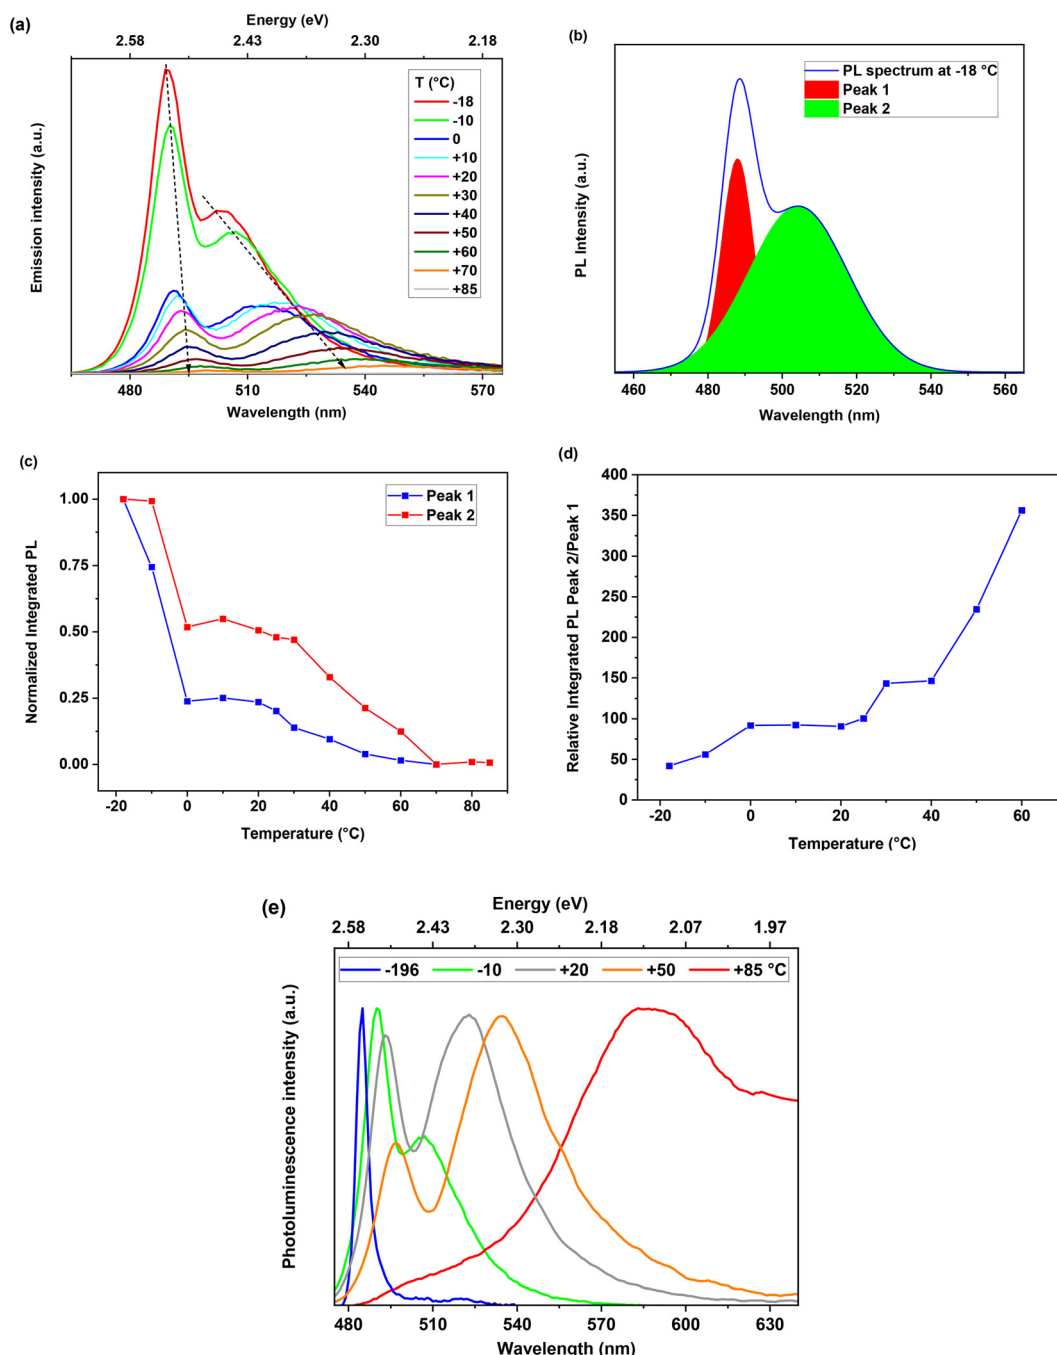 (a)
Energy (eV)
2.58 2.43 2.30 2.18
Emission intensity (a.u.)
T (°C)
-18
-10
0
+10
+20
+30
+40
+50
+60
+70
+85
480 510 540 570
Wavelength (nm)
(b)
PL Intensity (a.u.)
PL spectrum at -18 °C
Peak 1
Peak 2
460 480 500 520 540 560
Wavelength (nm)
(c)
Normalized Integrated PL
1.00
0.75
0.50
0.25
0.00
Peak 1
Peak 2
-20 0 20 40 60 80
Temperature (°C)
(d)
Relative Integrated PL Peak 2/Peak 1
400
350
300
250
200
150
100
50
0
-20 0 20 40 60
Temperature (°C)
(e)
Energy (eV)
2.58 2.43 2.30 2.18 2.07 1.97
Photoluminescence intensity (a.u.)
-196 -10 +20 +50 +85 °C
480 510 540 570 600 630
Wavelength (nm)